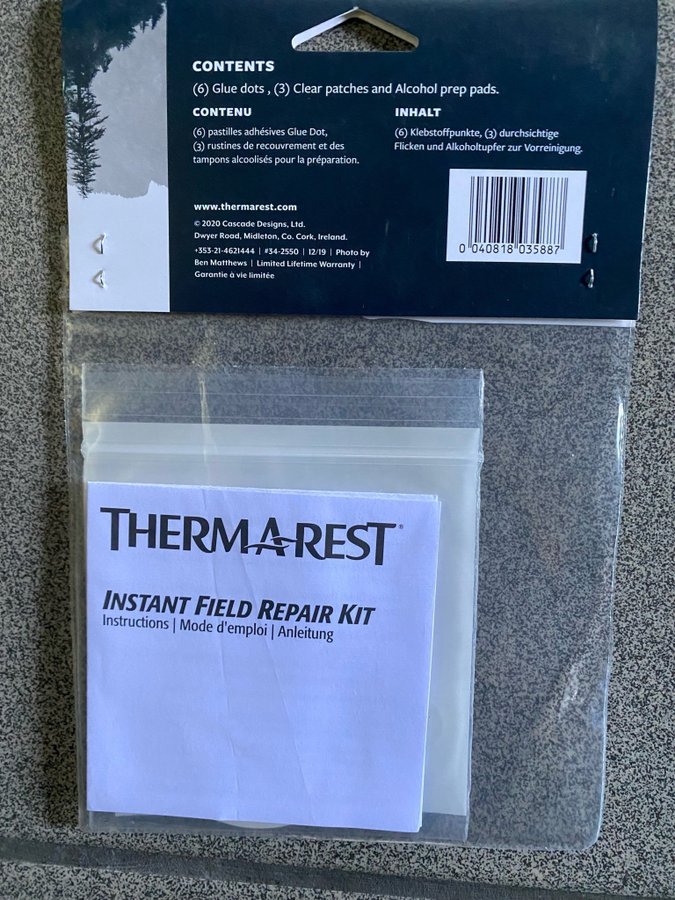 CONTENTS
(6) Glue dots , (3) Clear patches and Alcohol prep pads.
CONTENU
(6) pastilles adhésives Glue Dot,
(3) rustines de recouvrement et des
tampons alcoolisés pour la préparation.
INHALT
(6) Klebstoffpunkte, (3) durchsichtige
Flicken und Alkoholtupfer zur Vorreinigung.
www.thermarest.com
© 2020 Cascade Designs, Ltd.
Dwyer Road, Midleton, Co. Cork, Ireland.
+353-21-4621444 | #34-2550 | 12/19 | Photo by
Ben Matthews | Limited Lifetime Warranty |
Garantie à vie limitée
0 040818 035887
THERMAREST®
INSTANT FIELD REPAIR KIT
Instructions | Mode d'emploi | Anleitung